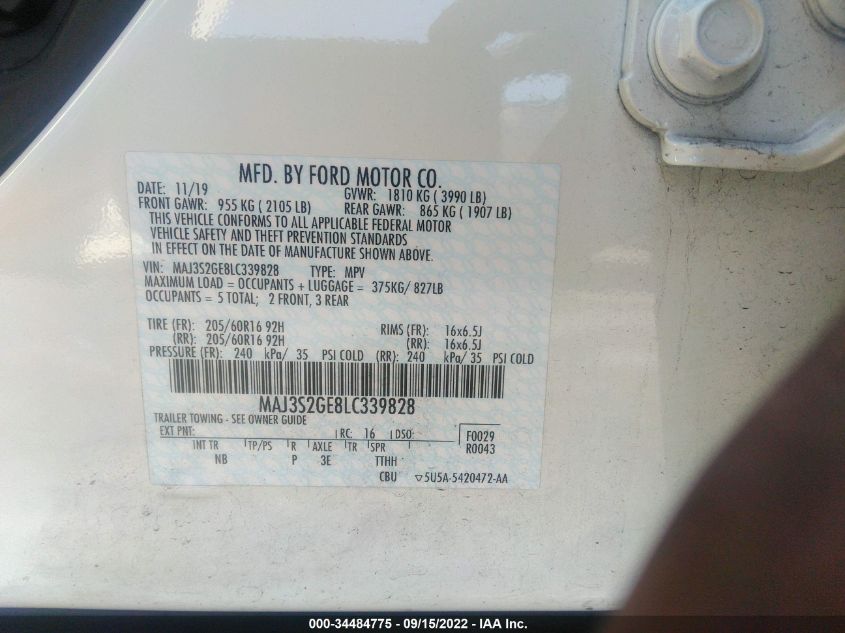 MFD. BY FORD MOTOR CO.
DATE: 11/19 GVWR: 1810 KG ( 3990 LB)
FRONT GAWR: 955 KG ( 2105 LB) REAR GAWR: 865 KG ( 1907 LB)
THIS VEHICLE CONFORMS TO ALL APPLICABLE FEDERAL MOTOR
VEHICLE SAFETY AND THEFT PREVENTION STANDARDS
IN EFFECT ON THE DATE OF MANUFACTURE SHOWN ABOVE.
VIN: MAJ3S2GE8LC339828 TYPE: MPV
MAXIMUM LOAD = OCCUPANTS + LUGGAGE = 375KG/ 827LB
OCCUPANTS = 5 TOTAL; 2 FRONT, 3 REAR
TIRE (FR): 205/60R16 92H RIMS (FR): 16x6.5J
(RR): 205/60R16 92H (RR): 16x6.5J
PRESSURE (FR): 240 kPa/ 35 PSI COLD (RR): 240 kPa/ 35 PSI COLD
MAJ3S2GE8LC339828
TRAILER TOWING - SEE OWNER GUIDE
EXT PNT: RC: 16 DSO: F0029
INT TR TP/PS R AXLE TR SPR R0043
NB P 3E TTHH
CBU 5U5A-5420472-AA
000-34484775 - 09/15/2022 - IAA Inc.